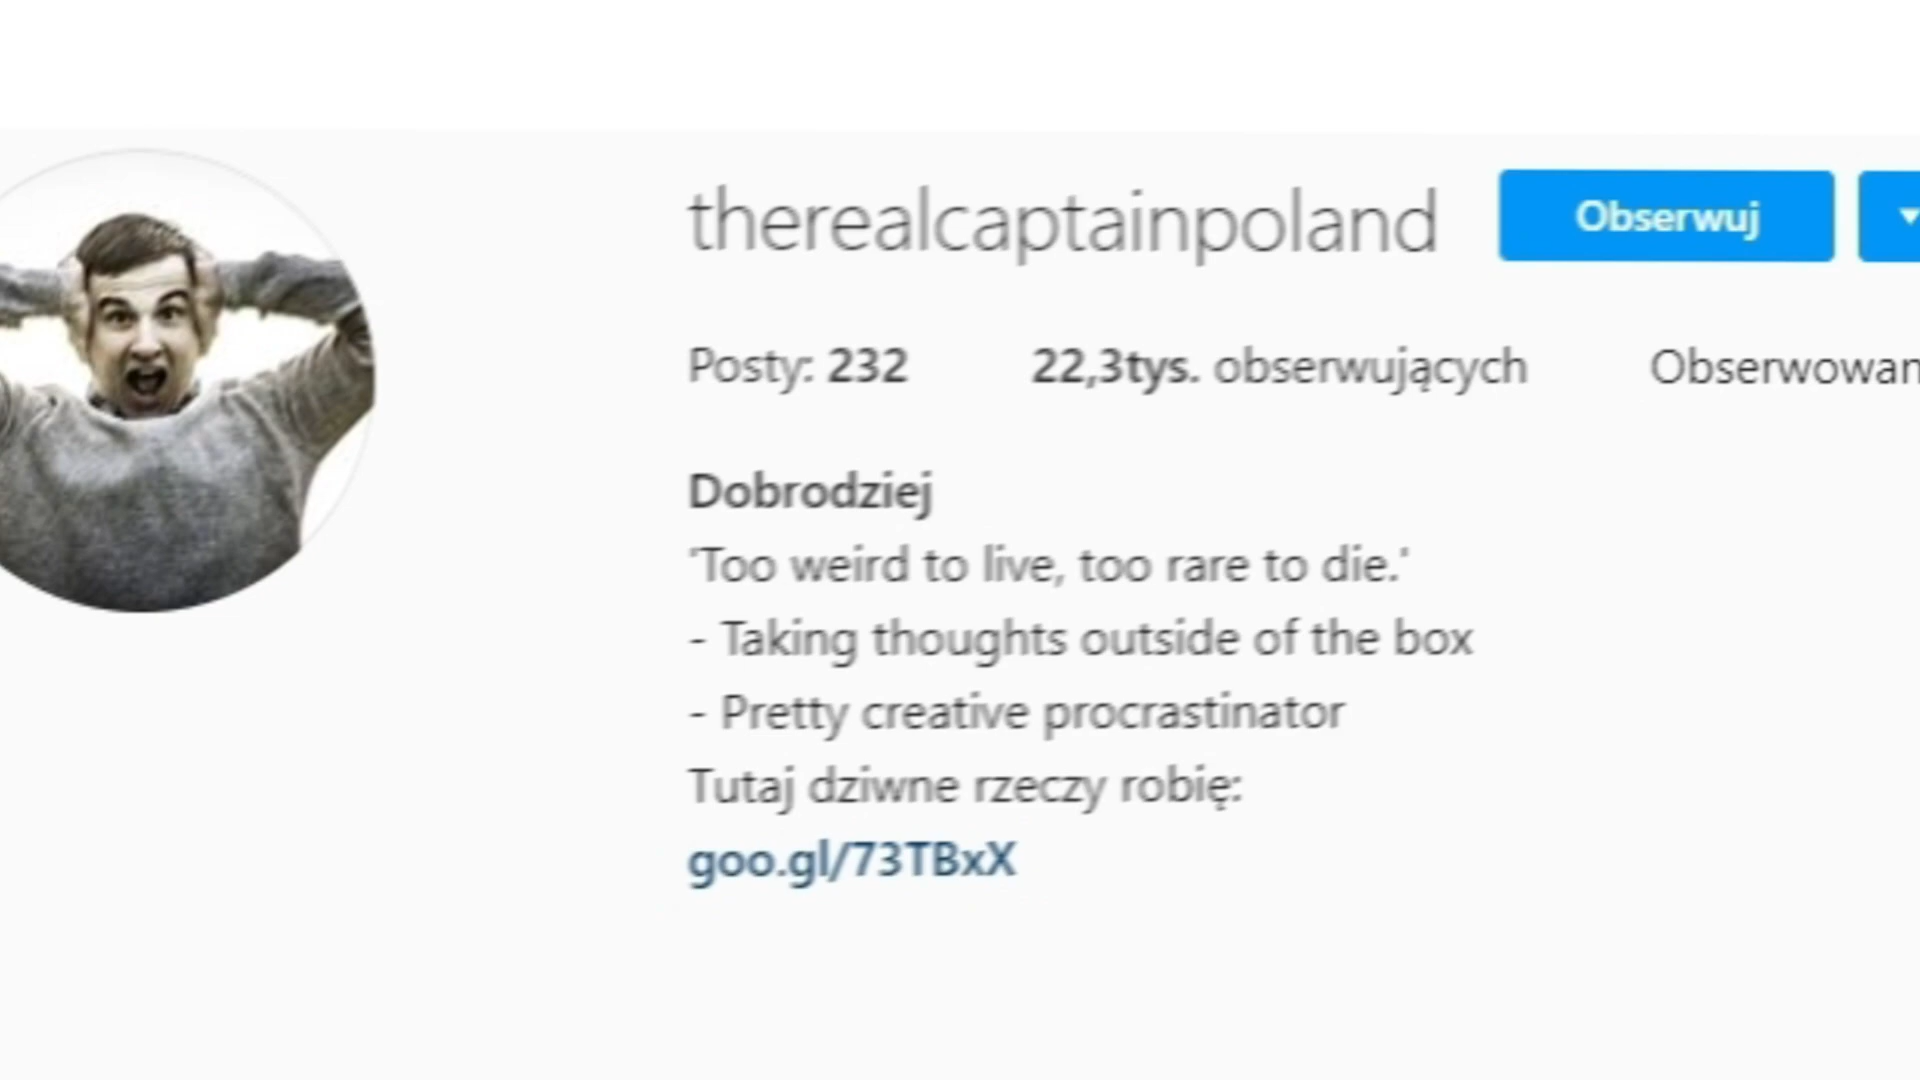 therealcaptainpoland Obserwuj
Posty: 232 22,3tys. obserwujących Obserwowan
Dobrodziej
'Too weird to live, too rare to die.'
- Taking thoughts outside of the box
- Pretty creative procrastinator
Tutaj dziwne rzeczy robię:
goo.gl/73TBxX